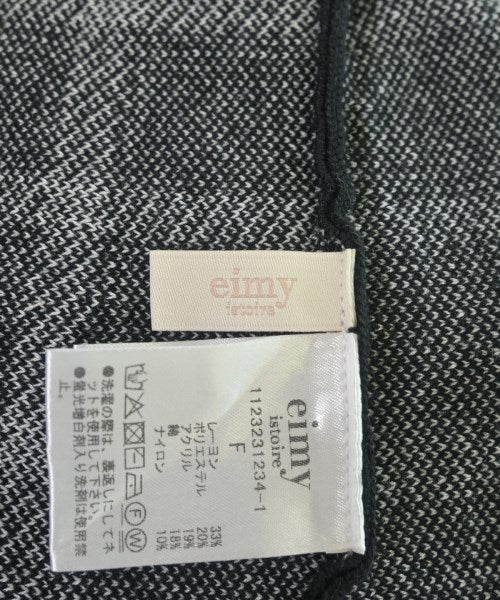 eimy
istoire
eimy
istoire
1123231234-1
F
レーヨン 33%
ポリエステル 20%
アクリル 19%
綿 18%
ナイロン 10%
F
W
●洗濯の際は、裏返しにしてネ
ットを使用して下さい。
●蛍光増白剤入り洗剤は使用禁
止。